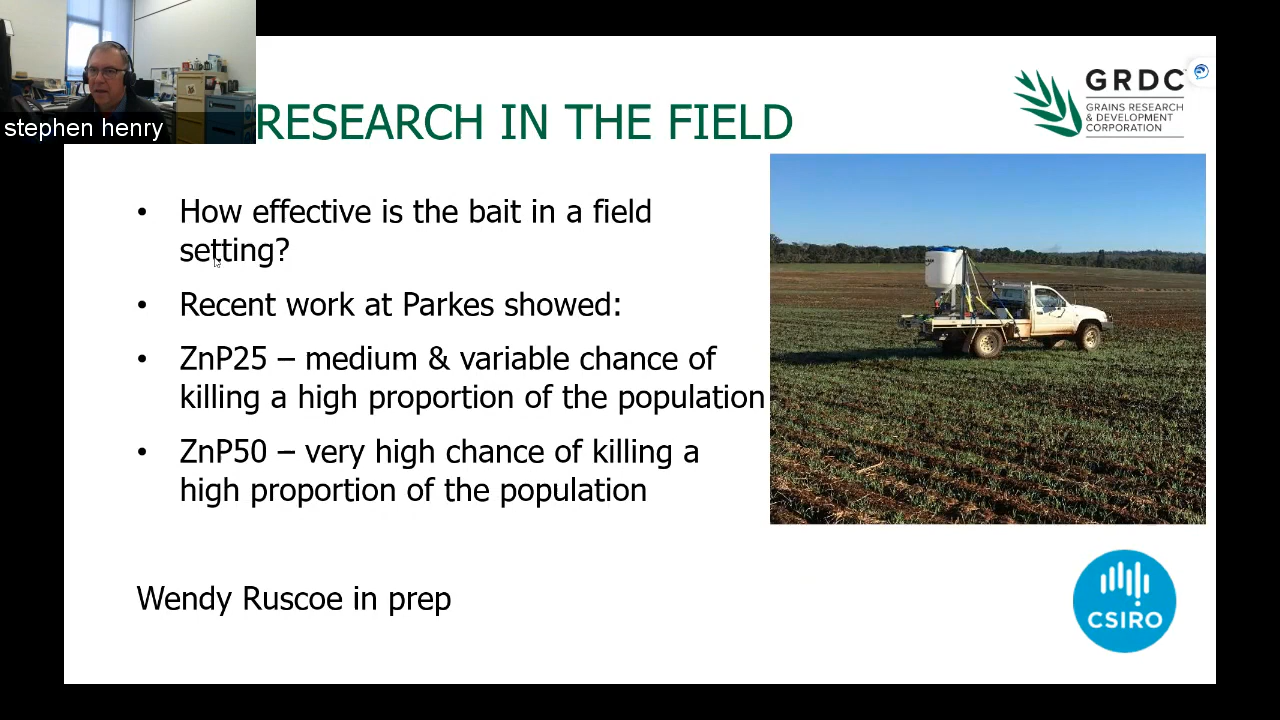 stephen henry
RESEARCH IN THE FIELD
GRDC
GRAINS RESEARCH
& DEVELOPMENT
CORPORATION
• How effective is the bait in a field
setting?
• Recent work at Parkes showed:
• ZnP25 – medium & variable chance of
killing a high proportion of the population
• ZnP50 – very high chance of killing a
high proportion of the population
Wendy Ruscoe in prep
CSIRO